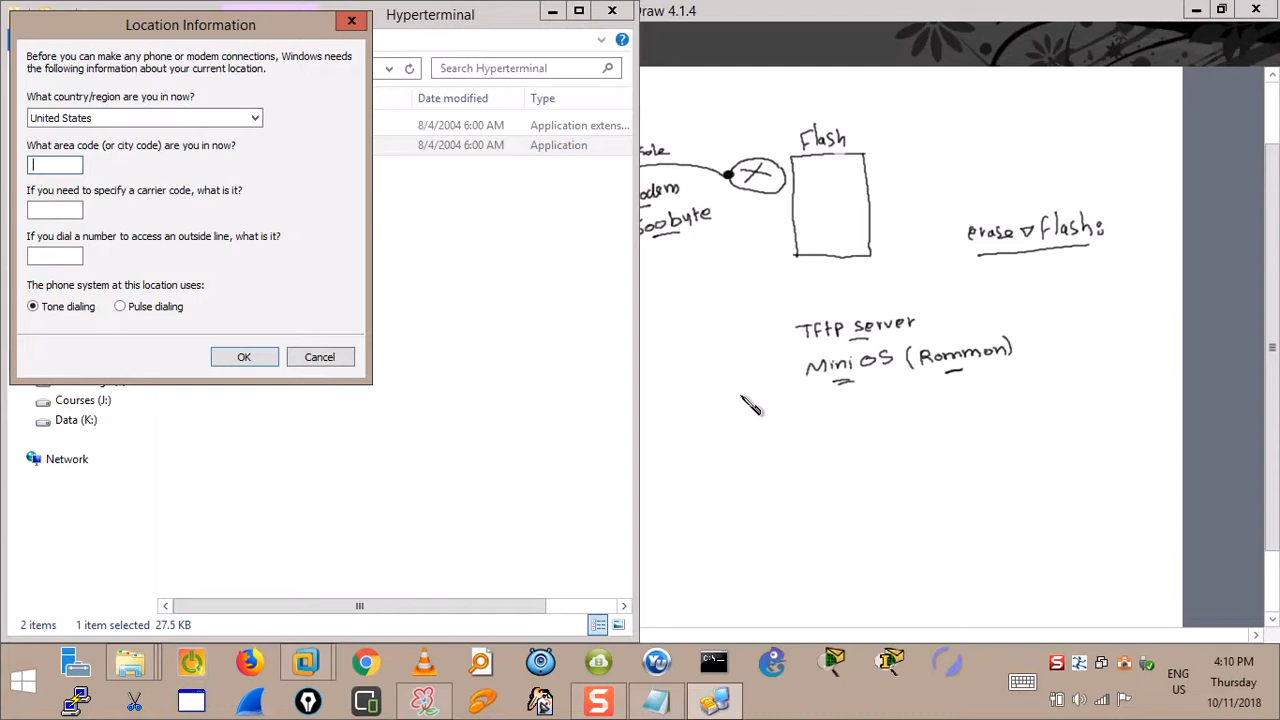 Location Information
Before you can make any phone or modem connections, Windows needs
the following information about your current location.
What country/region are you in now?
United States
What area code (or city code) are you in now?
If you need to specify a carrier code, what is it?
If you dial a number to access an outside line, what is it?
The phone system at this location uses:
Tone dialing
Pulse dialing
OK
Cancel
Hyperterminal
Search Hyperterminal
Date modified
Type
8/4/2004 6:00 AM
Application extens...
8/4/2004 6:00 AM
Application
Courses (J:)
Data (K:)
Network
2 items
1 item selected 27.5 KB
Draw 4.1.4
Flash
erase ▽ flash:
TFtp server
Mini OS (Rommon)
ENG
US
4:10 PM
Thursday
10/11/2018